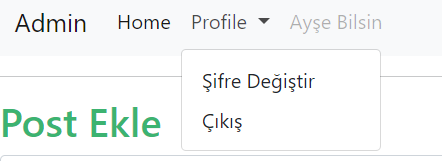 Admin Home Profile Ayşe Bilsin
Şifre Değiştir
Çıkış
Post Ekle